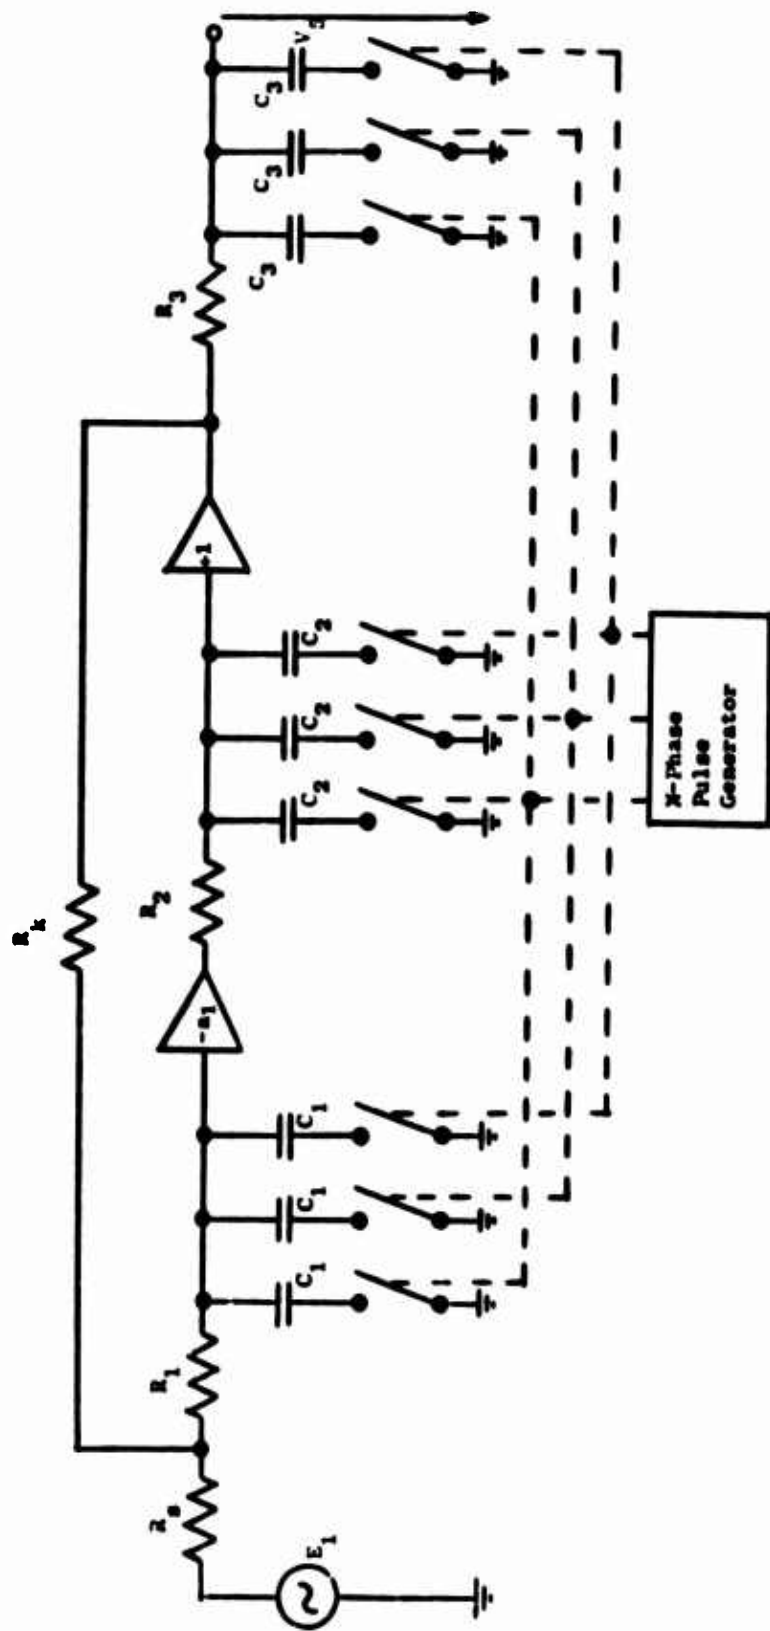 R_k
R_s
R_1
R_2
R_3
E_1
-a_1
+1
C_1
C_1
C_1
C_2
C_2
C_2
C_3
C_3
C_3
N-Phase
Pulse
Generator